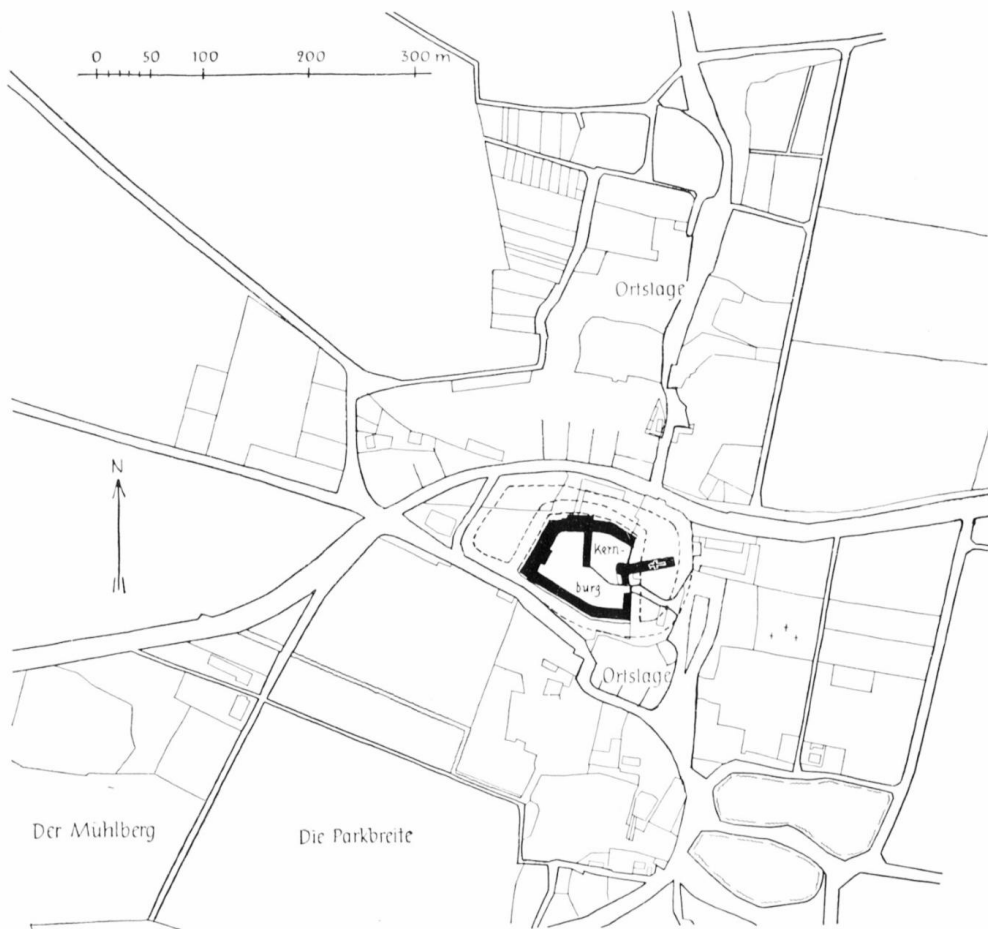 0 50 100 200 300 m
Ortslage
N
Kern-
burg
Ortslage
Der Mühlberg
Die Parkbreite